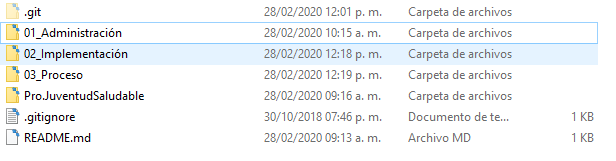 .git 28/02/2020 12:01 p. m. Carpeta de archivos
01_Administración 28/02/2020 10:15 a. m. Carpeta de archivos
02_Implementación 28/02/2020 12:18 p. m. Carpeta de archivos
03_Proceso 28/02/2020 12:19 p. m. Carpeta de archivos
ProJuventudSaludable 28/02/2020 09:16 a. m. Carpeta de archivos
.gitignore 30/10/2018 07:46 p. m. Documento de te... 1 KB
README.md 28/02/2020 09:13 a. m. Archivo MD 1 KB